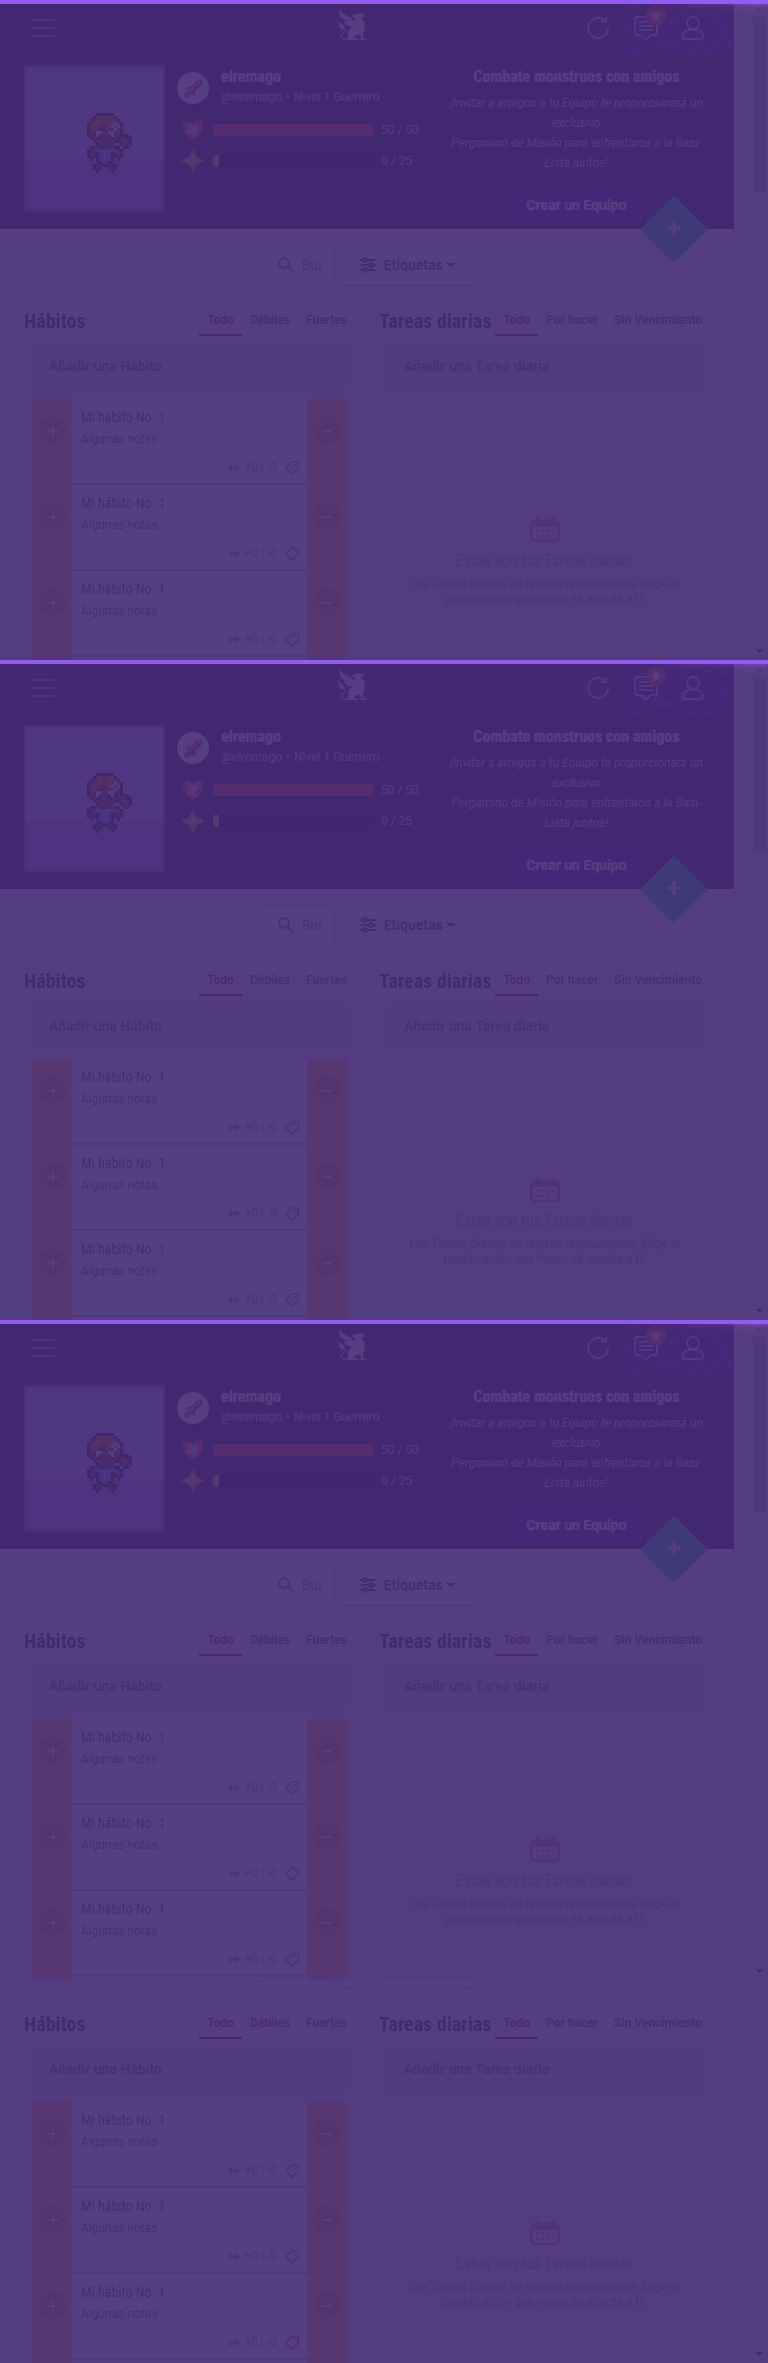 elremago
@elremago • Nivel 1 Guerrero
50 / 50
0 / 25
Combate monstruos con amigos
¡Invitar a amigos a tu Equipo te proporcionará un
exclusivo
Pergamino de Misión para enfrentaros a la Basi-
Lista juntos!
Crear un Equipo
Bus
Etiquetas
Hábitos
Todo Débiles Fuertes
Añadir una Hábito
Mi hábito No. 1
Algunas notas
+0 | -0
Mi hábito No. 1
Algunas notas
+0 | -0
Mi hábito No. 1
Algunas notas
+0 | -0
Tareas diarias
Todo Por hacer Sin Vencimiento
Añadir una Tarea diaria
Estas son tus Tareas diarias
Las Tareas Diarias se repiten regularmente ¡Elige la
planificación que mejor se adapte a ti!
elremago
@elremago • Nivel 1 Guerrero
50 / 50
0 / 25
Combate monstruos con amigos
¡Invitar a amigos a tu Equipo te proporcionará un
exclusivo
Pergamino de Misión para enfrentaros a la Basi-
Lista juntos!
Crear un Equipo
Bus
Etiquetas
Hábitos
Todo Débiles Fuertes
Añadir una Hábito
Mi hábito No. 1
Algunas notas
+0 | -0
Mi hábito No. 1
Algunas notas
+0 | -0
Mi hábito No. 1
Algunas notas
+0 | -0
Tareas diarias
Todo Por hacer Sin Vencimiento
Añadir una Tarea diaria
Estas son tus Tareas diarias
Las Tareas Diarias se repiten regularmente ¡Elige la
planificación que mejor se adapte a ti!
elremago
@elremago • Nivel 1 Guerrero
50 / 50
0 / 25
Combate monstruos con amigos
¡Invitar a amigos a tu Equipo te proporcionará un
exclusivo
Pergamino de Misión para enfrentaros a la Basi-
Lista juntos!
Crear un Equipo
Bus
Etiquetas
Hábitos
Todo Débiles Fuertes
Añadir una Hábito
Mi hábito No. 1
Algunas notas
+0 | -0
Mi hábito No. 1
Algunas notas
+0 | -0
Mi hábito No. 1
Algunas notas
+0 | -0
Tareas diarias
Todo Por hacer Sin Vencimiento
Añadir una Tarea diaria
Estas son tus Tareas diarias
Las Tareas Diarias se repiten regularmente ¡Elige la
planificación que mejor se adapte a ti!
Hábitos
Todo Débiles Fuertes
Añadir una Hábito
Mi hábito No. 1
Algunas notas
+0 | -0
Mi hábito No. 1
Algunas notas
+0 | -0
Mi hábito No. 1
Algunas notas
+0 | -0
Tareas diarias
Todo Por hacer Sin Vencimiento
Añadir una Tarea diaria
Estas son tus Tareas diarias
Las Tareas Diarias se repiten regularmente ¡Elige la
planificación que mejor se adapte a ti!